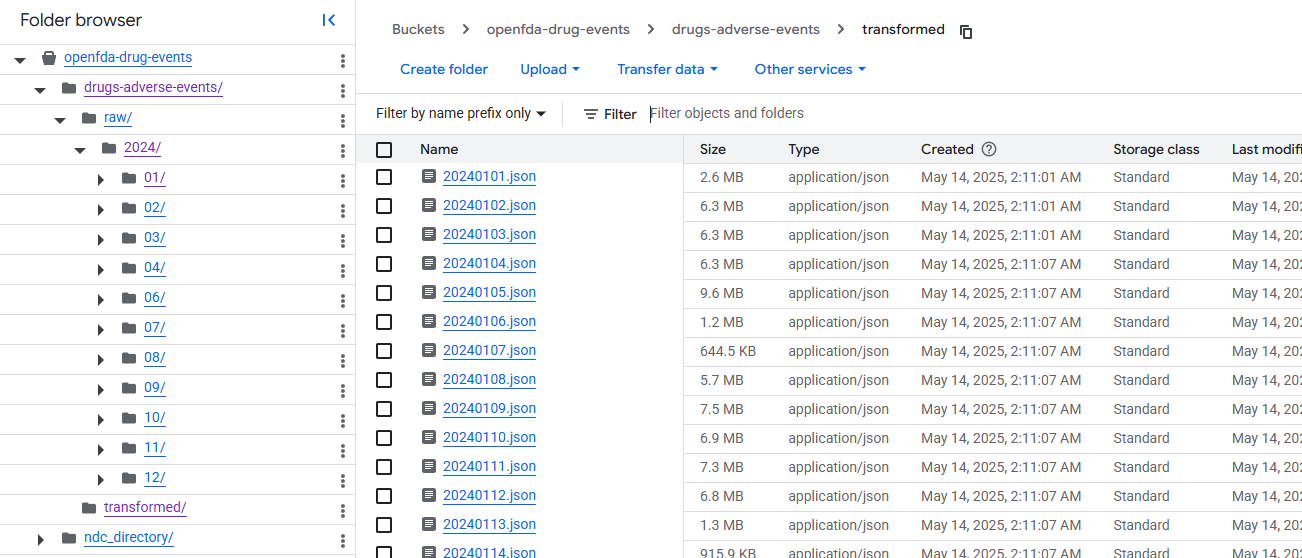 Folder browser
openfda-drug-events
drugs-adverse-events/
raw/
2024/
01/
02/
03/
04/
06/
07/
08/
09/
10/
11/
12/
transformed/
ndc_directory/
Buckets openfda-drug-events drugs-adverse-events transformed
Create folder Upload Transfer data Other services
Filter by name prefix only Filter Filter objects and folders
Name Size Type Created Storage class Last modifi
20240101.json 2.6 MB application/json May 14, 2025, 2:11:01 AM Standard May 14, 202
20240102.json 6.3 MB application/json May 14, 2025, 2:11:01 AM Standard May 14, 202
20240103.json 6.3 MB application/json May 14, 2025, 2:11:01 AM Standard May 14, 202
20240104.json 6.3 MB application/json May 14, 2025, 2:11:07 AM Standard May 14, 202
20240105.json 9.6 MB application/json May 14, 2025, 2:11:07 AM Standard May 14, 202
20240106.json 1.2 MB application/json May 14, 2025, 2:11:07 AM Standard May 14, 202
20240107.json 644.5 KB application/json May 14, 2025, 2:11:07 AM Standard May 14, 202
20240108.json 5.7 MB application/json May 14, 2025, 2:11:07 AM Standard May 14, 202
20240109.json 7.5 MB application/json May 14, 2025, 2:11:07 AM Standard May 14, 202
20240110.json 6.9 MB application/json May 14, 2025, 2:11:07 AM Standard May 14, 202
20240111.json 7.3 MB application/json May 14, 2025, 2:11:07 AM Standard May 14, 202
20240112.json 6.8 MB application/json May 14, 2025, 2:11:07 AM Standard May 14, 202
20240113.json 1.3 MB application/json May 14, 2025, 2:11:07 AM Standard May 14, 202
20240114.json 915.9 KB application/json May 14, 2025, 2:11:07 AM Standard May 14, 202